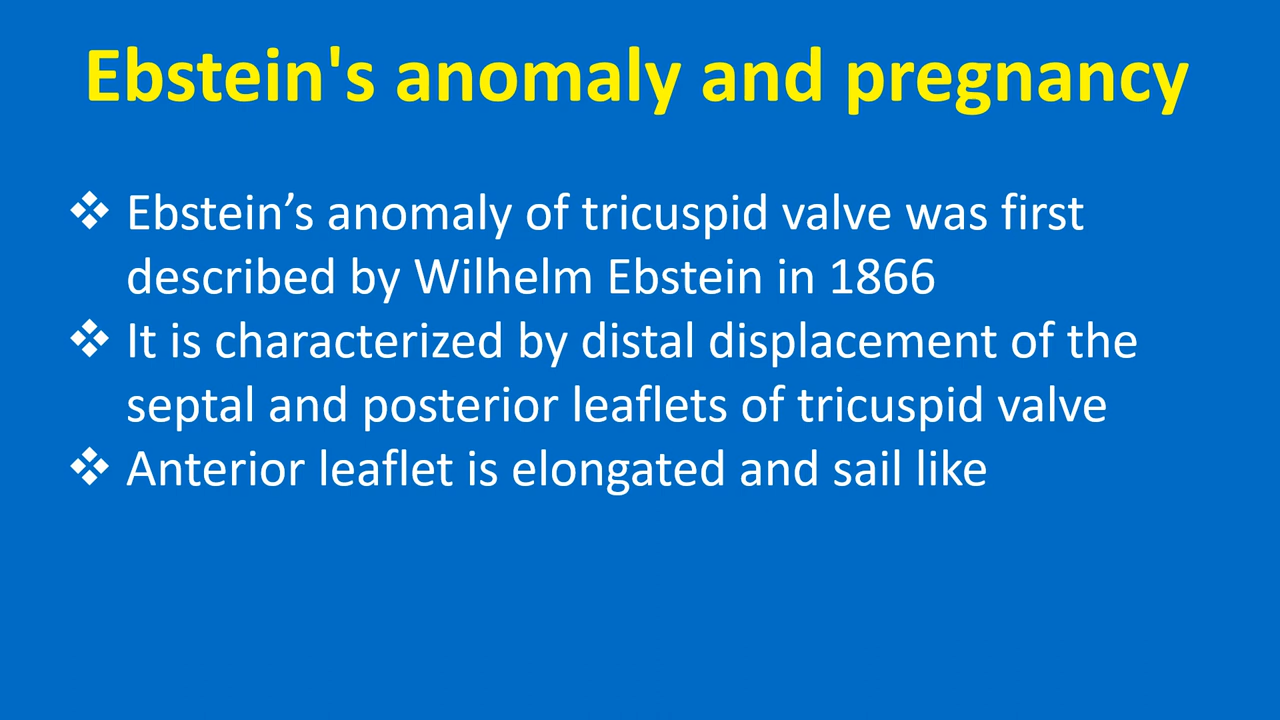 Ebstein's anomaly and pregnancy
❖ Ebstein’s anomaly of tricuspid valve was first
described by Wilhelm Ebstein in 1866
❖ It is characterized by distal displacement of the
septal and posterior leaflets of tricuspid valve
❖ Anterior leaflet is elongated and sail like